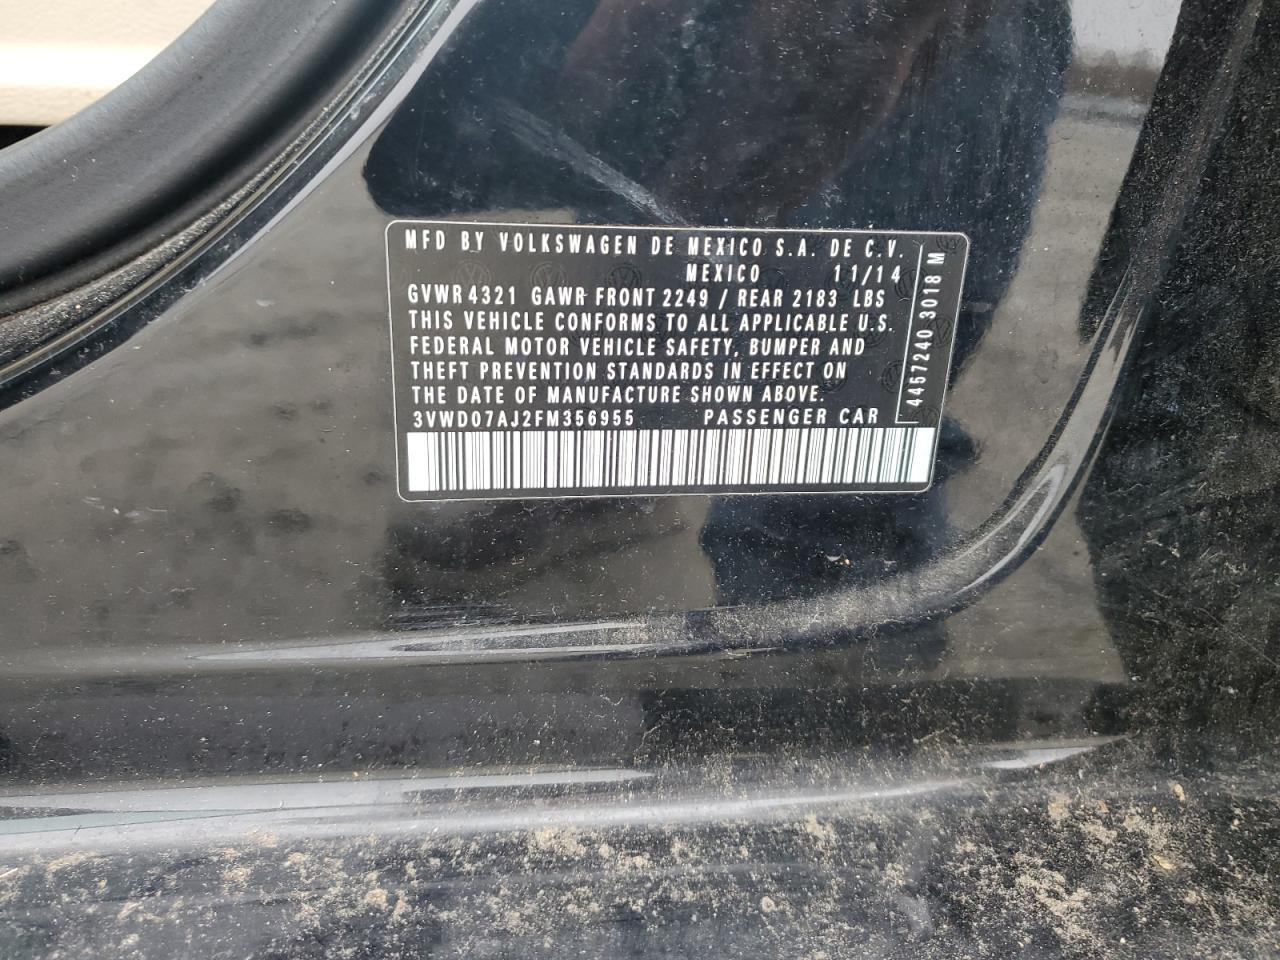 MFD BY VOLKSWAGEN DE MEXICO S.A. DE C.V.
MEXICO 11/14
GVWR 4321 GAWR FRONT 2249 / REAR 2183 LBS
THIS VEHICLE CONFORMS TO ALL APPLICABLE U.S.
FEDERAL MOTOR VEHICLE SAFETY, BUMPER AND
THEFT PREVENTION STANDARDS IN EFFECT ON
THE DATE OF MANUFACTURE SHOWN ABOVE.
3VWD07AJ2FM356955 PASSENGER CAR
4457240 3018 M